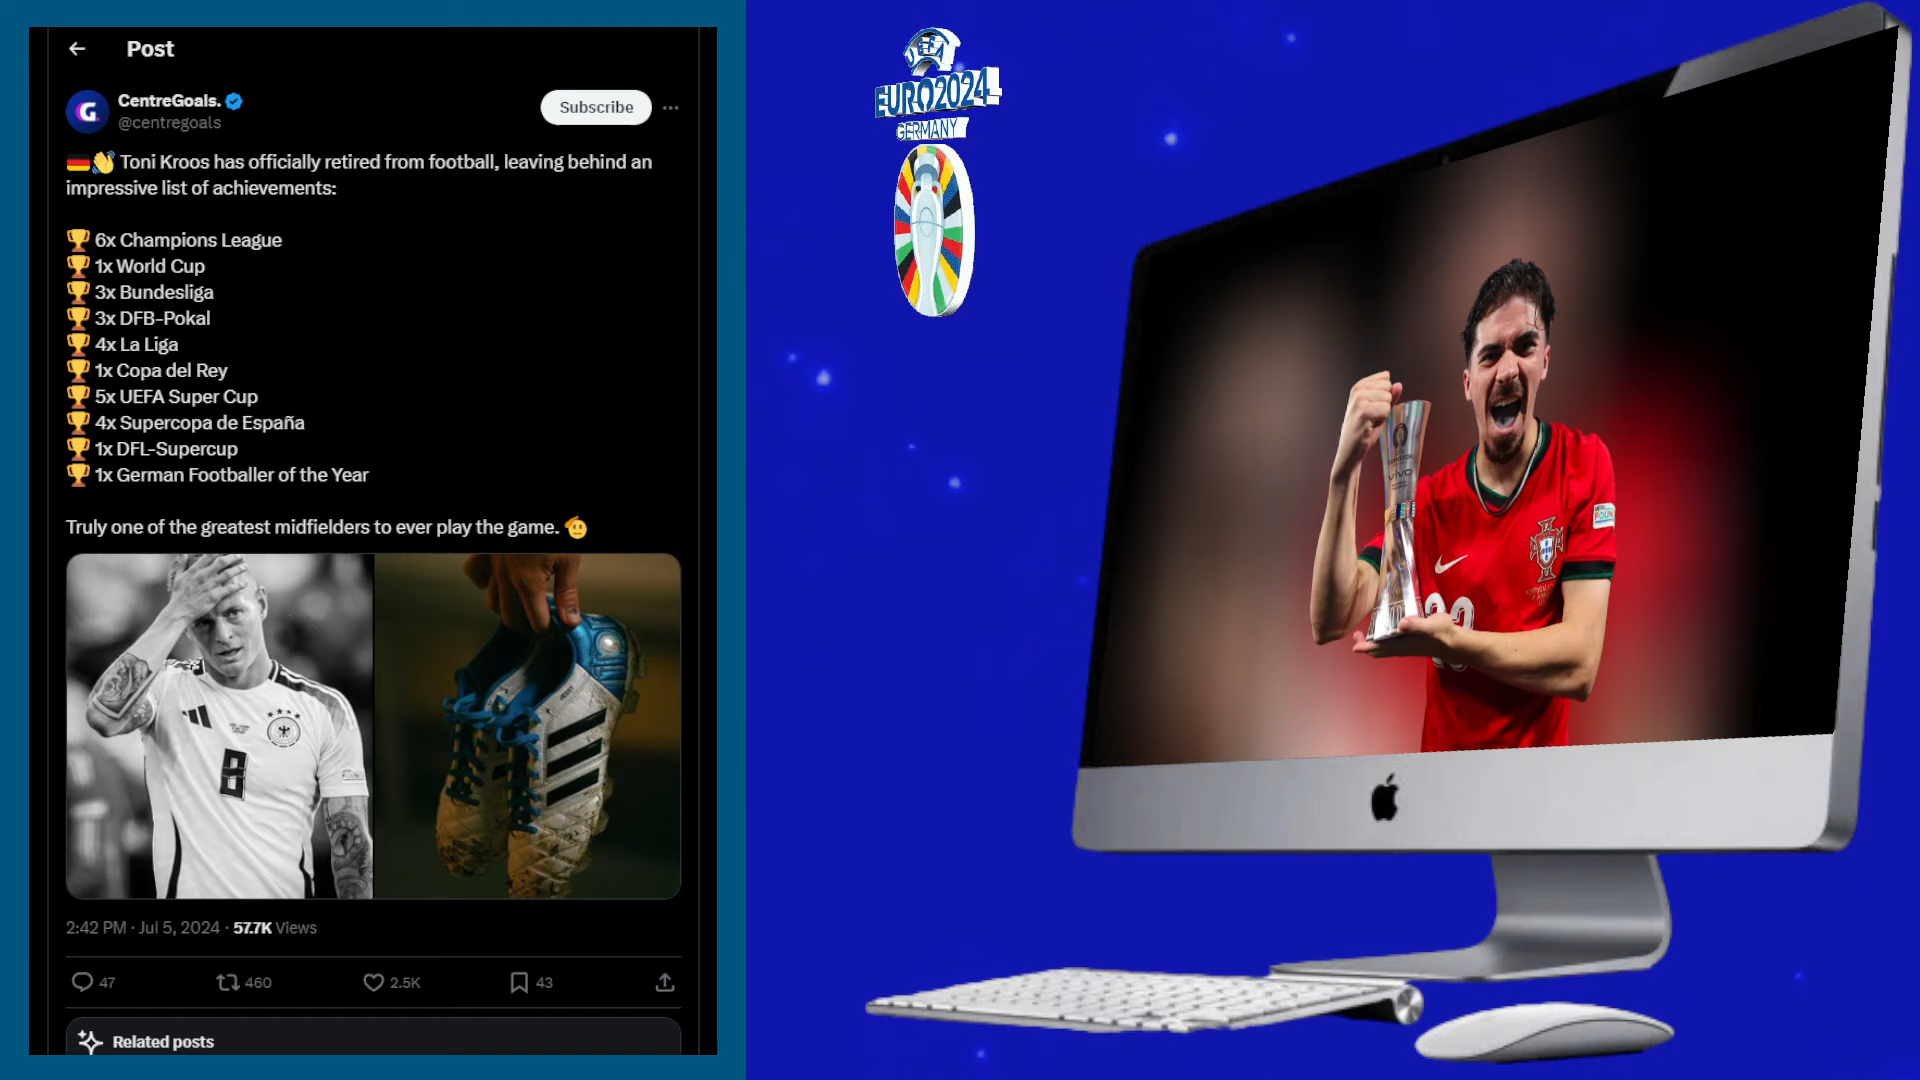 Post
CentreGoals.
@centregoals
Subscribe
Toni Kroos has officially retired from football, leaving behind an
impressive list of achievements:
6x Champions League
1x World Cup
3x Bundesliga
3x DFB-Pokal
4x La Liga
1x Copa del Rey
5x UEFA Super Cup
4x Supercopa de España
1x DFL-Supercup
1x German Footballer of the Year
Truly one of the greatest midfielders to ever play the game.
8
2:42 PM · Jul 5, 2024 · 57.7K Views
47
460
2.5K
43
Related posts
UEFA
EURO2024
GERMANY
vivo